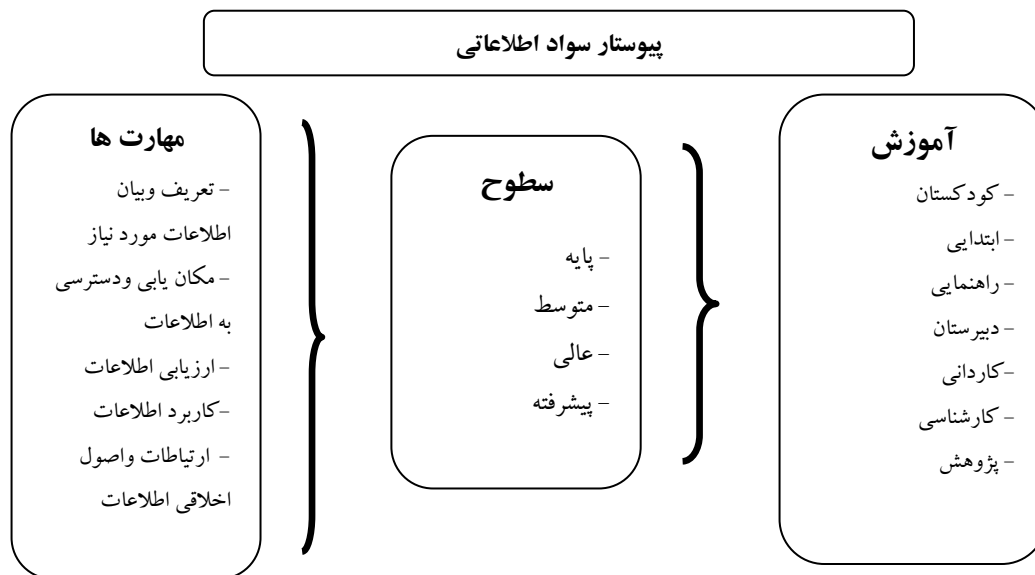 پیوستار سواد اطلاعاتی
آموزش
– کودکستان
– ابتدایی
– راهنمایی
– دبیرستان
–کاردانی
– کارشناسی
– پژوهش
سطوح
– پایه
– متوسط
– عالی
– پیشرفته
مهارت ها
– تعریف وبیان
اطلاعات مورد نیاز
– مکان یابی ودسترسی
به اطلاعات
– ارزیابی اطلاعات
–کاربرد اطلاعات
– ارتباطات واصول
اخلاقی اطلاعات